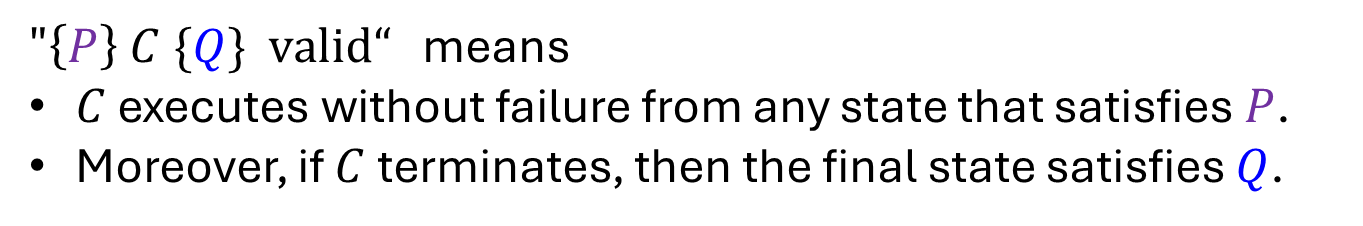 "{P} C {Q} valid“ means
• C executes without failure from any state that satisfies P.
• Moreover, if C terminates, then the final state satisfies Q.